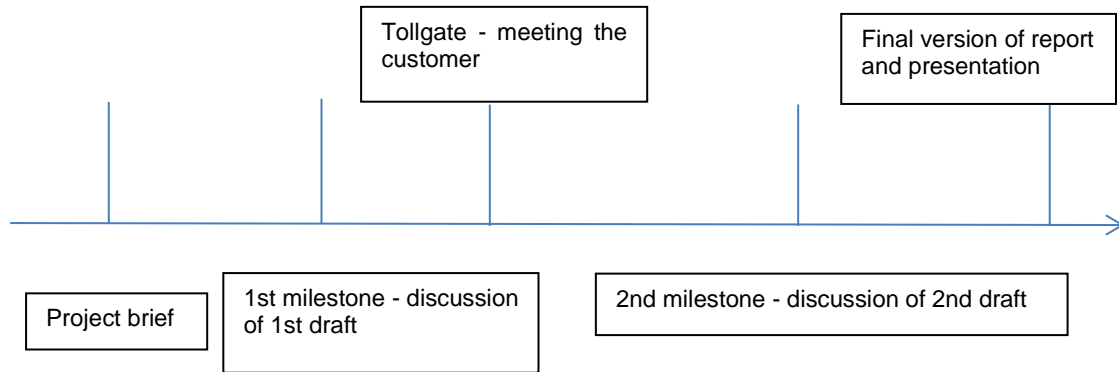 Tollgate - meeting the
customer
Final version of report
and presentation
Project brief
1st milestone - discussion
of 1st draft
2nd milestone - discussion of 2nd draft